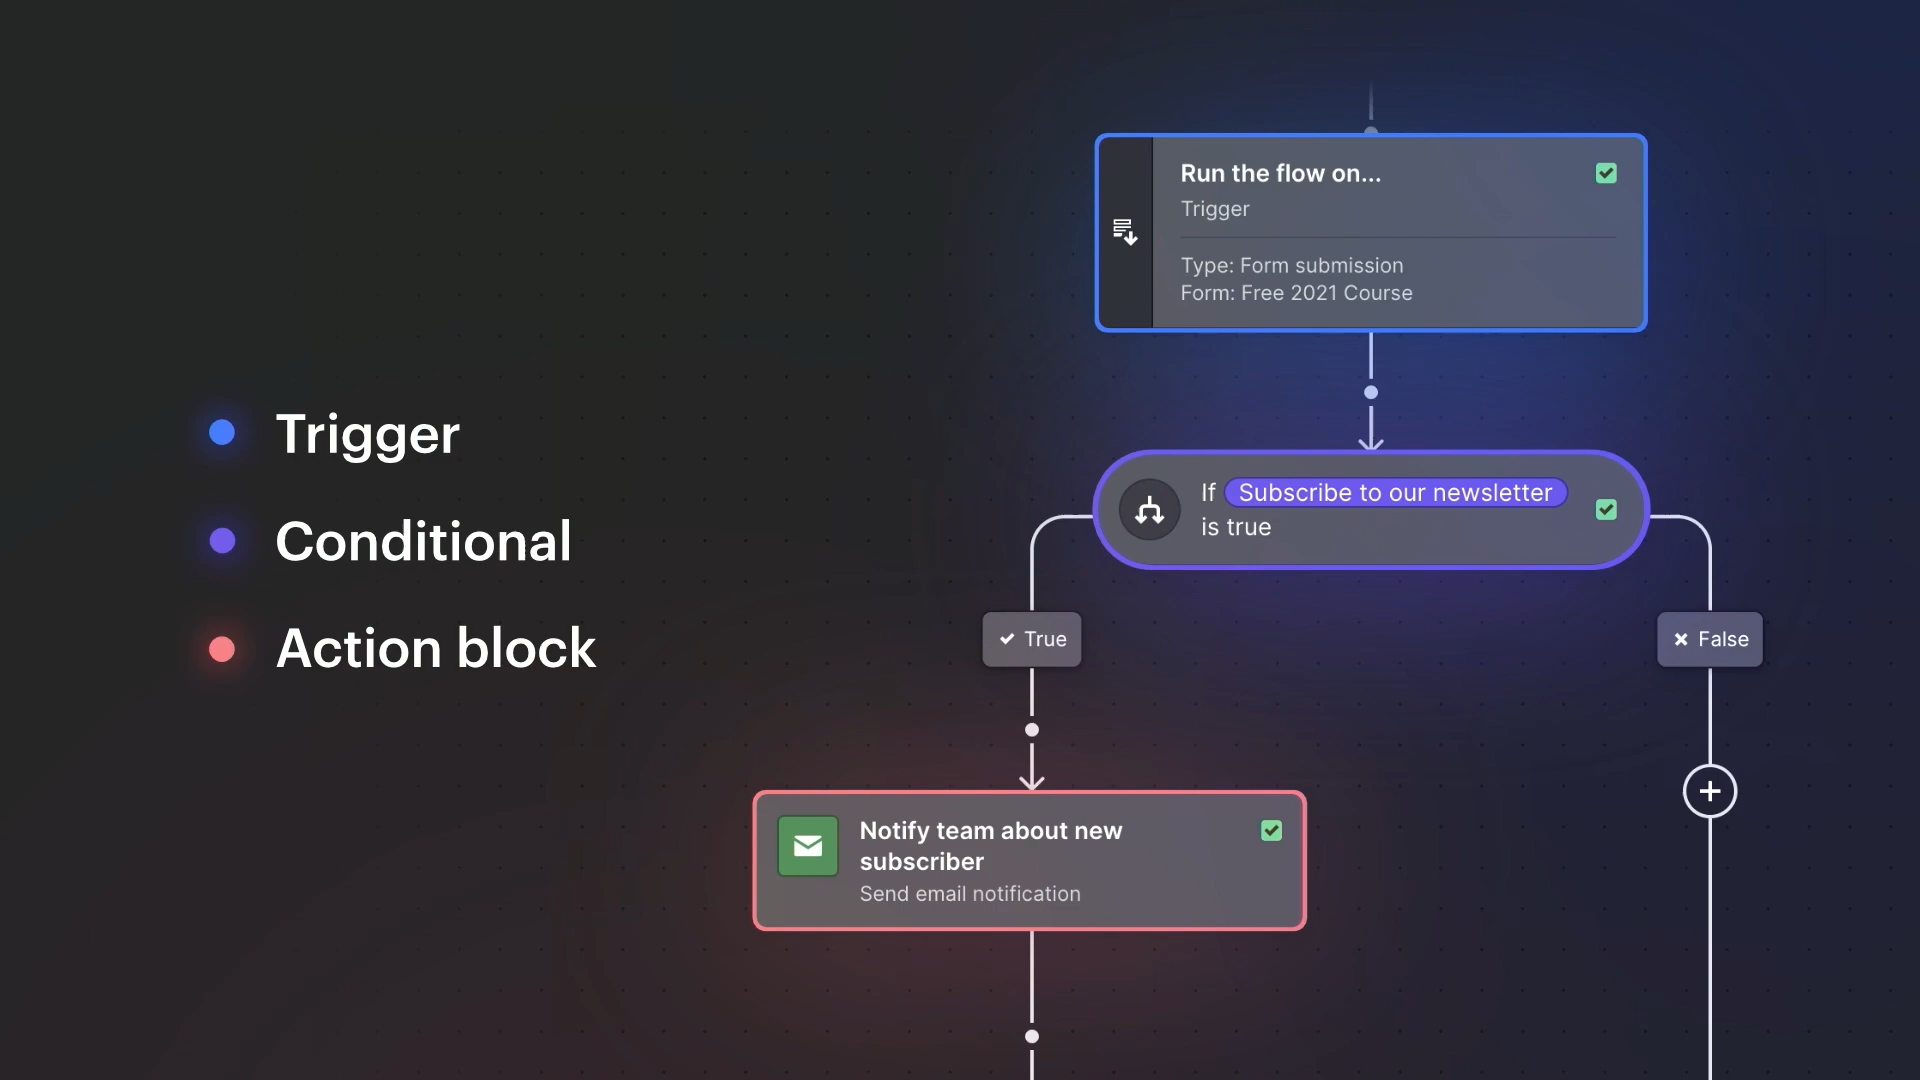 Trigger
Conditional
Action block
Run the flow on...
Trigger
Type: Form submission
Form: Free 2021 Course
If Subscribe to our newsletter
is true
True
False
Notify team about new
subscriber
Send email notification